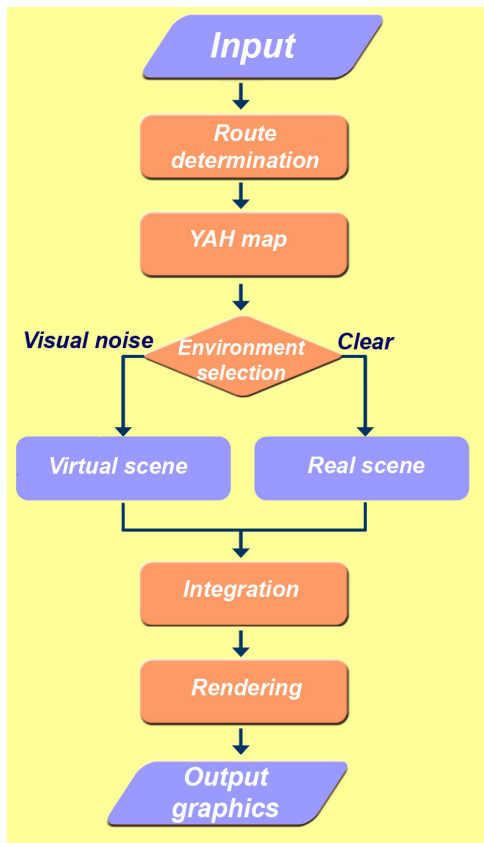 Input
Route
determination
YAH map
Visual noise
Environment
selection
Clear
Virtual scene
Real scene
Integration
Rendering
Output
graphics